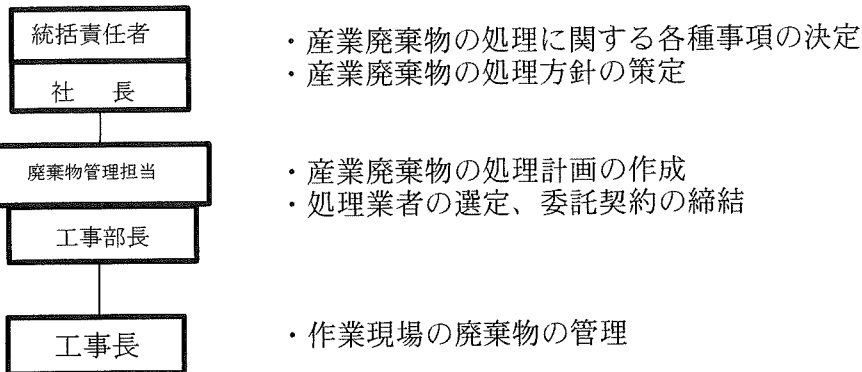 統括責任者
・産業廃棄物の処理に関する各種事項の決定
社　長
・産業廃棄物の処理方針の策定
廃棄物管理担当
・産業廃棄物の処理計画の作成
・処理業者の選定、委託契約の締結
工事部長
工事長
・作業現場の廃棄物の管理